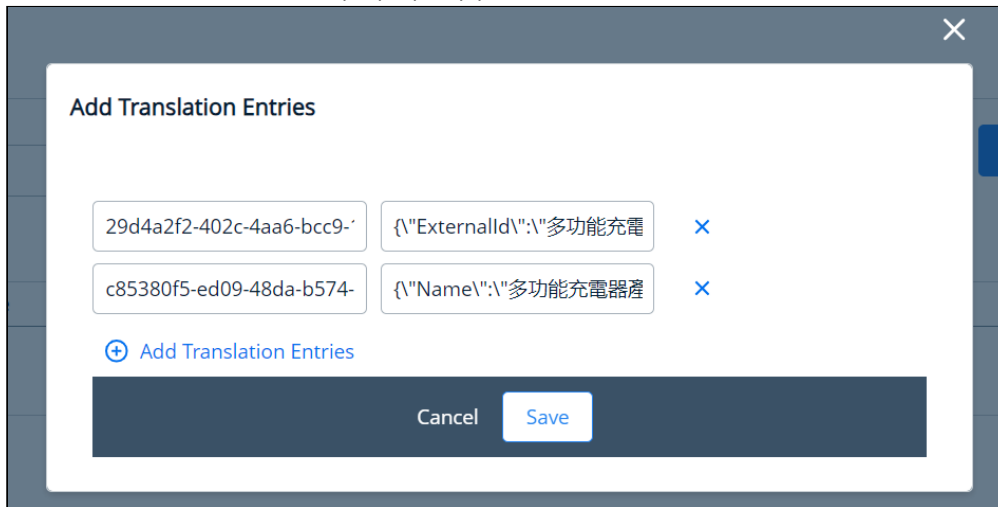 Add Translation Entries
29d4a2f2-402c-4aa6-bcc9- {\"ExternalId\":\"多功能充電
c85380f5-ed09-48da-b574- {\"Name\":\"多功能充電器產
Add Translation Entries
Cancel Save